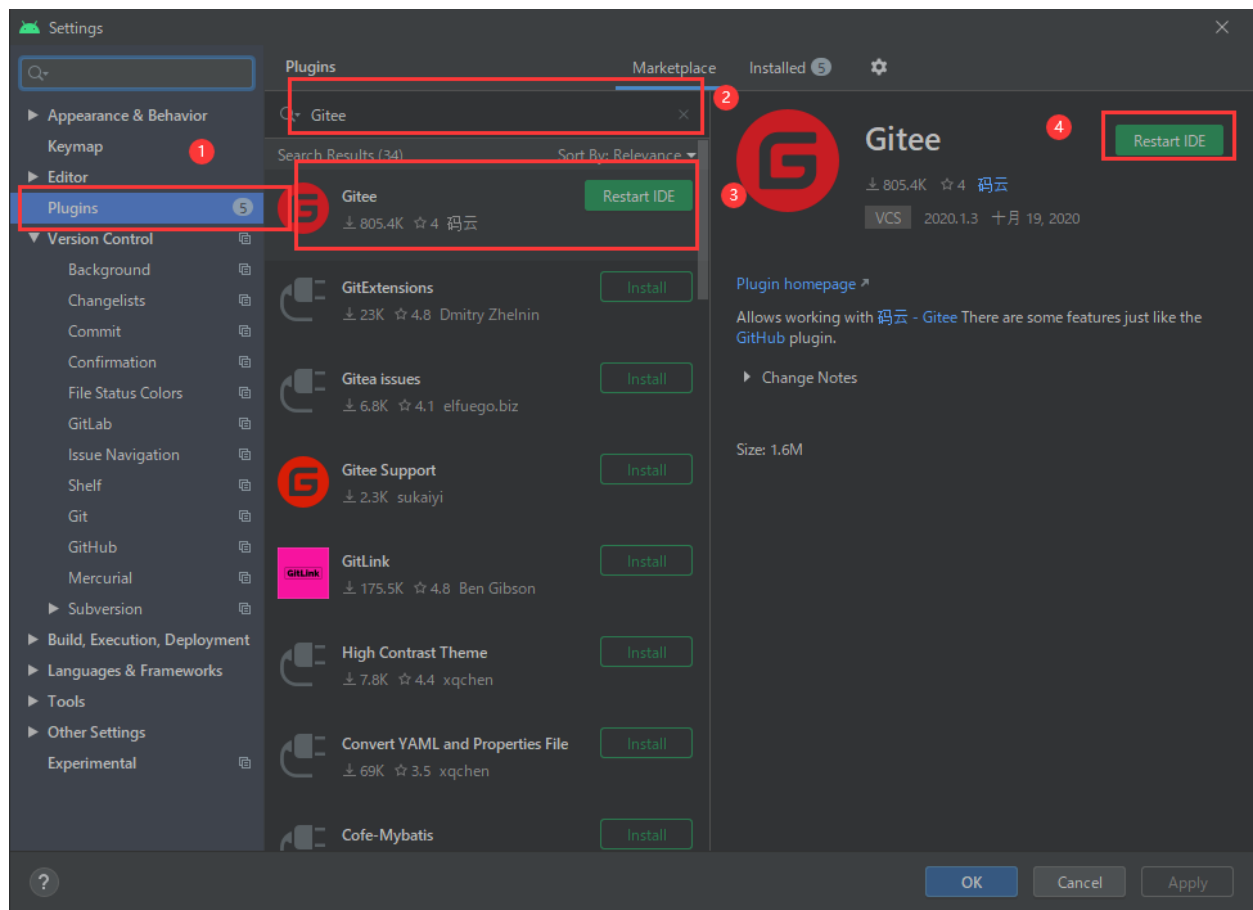 Settings
Appearance & Behavior
Keymap
1
Editor
Plugins 5
Version Control
Background
Changelists
Commit
Confirmation
File Status Colors
GitLab
Issue Navigation
Shelf
Git
GitHub
Mercurial
Subversion
Build, Execution, Deployment
Languages & Frameworks
Tools
Other Settings
Experimental
Plugins Marketplace Installed 5
Gitee
2
Search Results (34) Sort By: Relevance
Gitee Restart IDE
805.4K 4 码云
3
GitExtensions Install
23K 4.8 Dmitry Zhelnin
Gitea issues Install
6.8K 4.1 elfuego.biz
Gitee Support Install
2.3K sukaiyi
GitLink
GitLink Install
175.5K 4.8 Ben Gibson
High Contrast Theme Install
7.8K 4.4 xqchen
Convert YAML and Properties File Install
69K 3.5 xqchen
Cofe-Mybatis Install
Gitee
4
Restart IDE
805.4K 4 码云
VCS 2020.1.3 十月 19, 2020
Plugin homepage
Allows working with 码云 - Gitee There are some features just like the
GitHub plugin.
Change Notes
Size: 1.6M
?
OK Cancel Apply